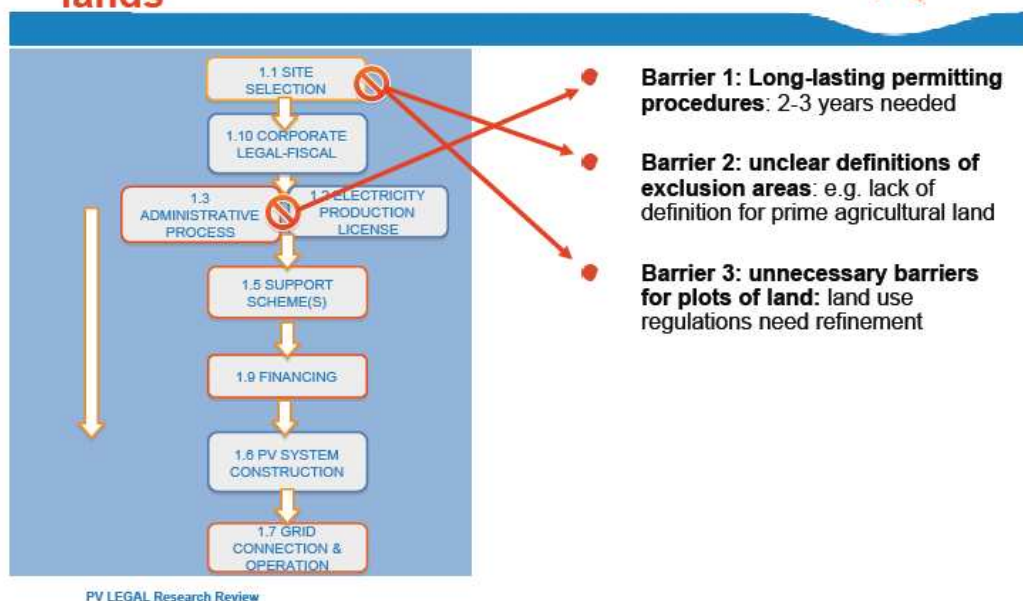 lands
1.1 SITE
SELECTION
1.10 CORPORATE
LEGAL-FISCAL
1.3
ADMINISTRATIVE
PROCESS
ELECTRICITY
PRODUCTION
LICENSE
1.5 SUPPORT
SCHEME(S)
1.9 FINANCING
1.6 PV SYSTEM
CONSTRUCTION
1.7 GRID
CONNECTION &
OPERATION
Barrier 1: Long-lasting permitting
procedures: 2-3 years needed
Barrier 2: unclear definitions of
exclusion areas: e.g. lack of
definition for prime agricultural land
Barrier 3: unnecessary barriers
for plots of land: land use
regulations need refinement
PV LEGAL Research Review